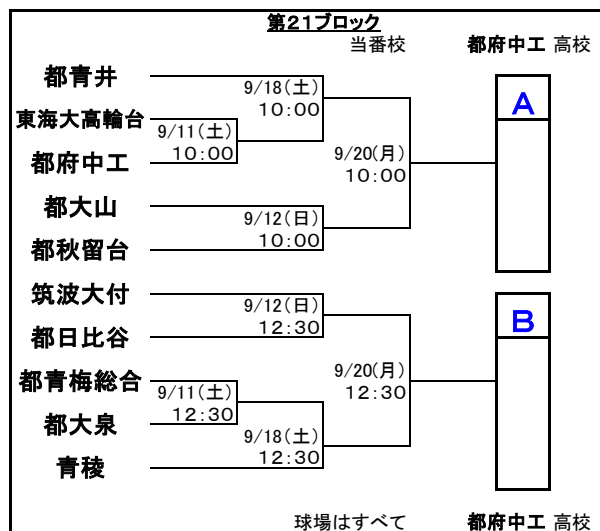 第21ブロック
当番校 都府中工 高校
都青井
9/18(土)
10:00
A
東海大高輪台
9/11(土)
10:00
都府中工
9/20(月)
10:00
都大山
9/12(日)
10:00
都秋留台
筑波大付
9/12(日)
12:30
B
都日比谷
9/20(月)
12:30
都青梅総合
9/11(土)
12:30
都大泉
9/18(土)
12:30
青稜
球場はすべて 都府中工 高校